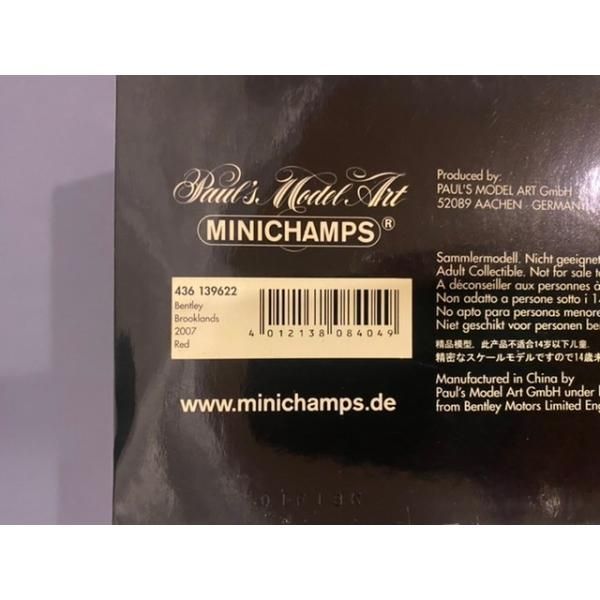 Paul's Model Art
MINICHAMPS®
436 139622
Bentley
Brooklands
2007
Red
4 012138 084049
www.minichamps.de
Produced by:
PAUL'S MODEL ART GmbH
52089 AACHEN · GERMANY
Sammlermodell. Nicht geeignet
Adult Collectible. Not for sale t
A déconseiller aux personnes à
Non adatto a persone sotto i 1
No apto para personas menore
Niet geschikt voor personen be
精品模型，此产品不适合14岁以下儿童.
精密なスケールモデルですので14歳未
Manufactured in China by
Paul's Model Art GmbH under l
from Bentley Motors Limited Eng